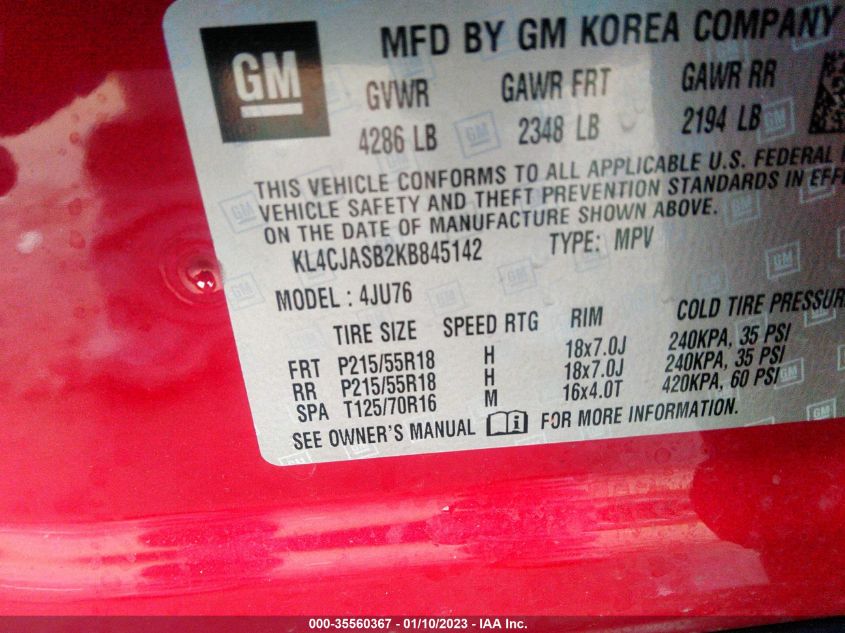 GM
MFD BY GM KOREA COMPANY
GVWR GAWR FRT GAWR RR
4286 LB 2348 LB 2194 LB
THIS VEHICLE CONFORMS TO ALL APPLICABLE U.S. FEDERAL
VEHICLE SAFETY AND THEFT PREVENTION STANDARDS IN EFFE
ON THE DATE OF MANUFACTURE SHOWN ABOVE.
KL4CJASB2KB845142 TYPE: MPV
MODEL : 4JU76
TIRE SIZE SPEED RTG RIM COLD TIRE PRESSUR
FRT P215/55R18 H 18x7.0J 240KPA, 35 PSI
RR P215/55R18 H 18x7.0J 240KPA, 35 PSI
SPA T125/70R16 M 16x4.0T 420KPA, 60 PSI
SEE OWNER'S MANUAL FOR MORE INFORMATION.
000-35560367 - 01/10/2023 - IAA Inc.